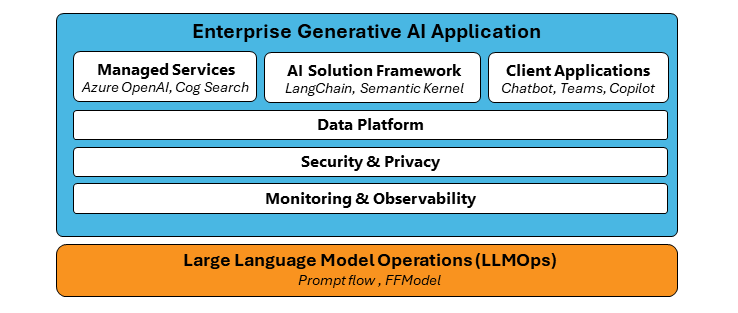 Enterprise Generative AI Application
Managed Services
Azure OpenAI, Cog Search
AI Solution Framework
LangChain, Semantic Kernel
Client Applications
Chatbot, Teams, Copilot
Data Platform
Security & Privacy
Monitoring & Observability
Large Language Model Operations (LLMOps)
Prompt flow , FFModel